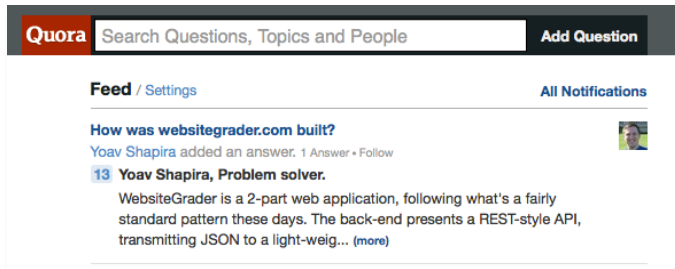 Quora Search Questions, Topics and People Add Question
Feed / Settings All Notifications
How was websitegrader.com built?
Yoav Shapira added an answer. 1 Answer • Follow
13 Yoav Shapira, Problem solver.
WebsiteGrader is a 2-part web application, following what's a fairly
standard pattern these days. The back-end presents a REST-style API,
transmitting JSON to a light-weig... (more)